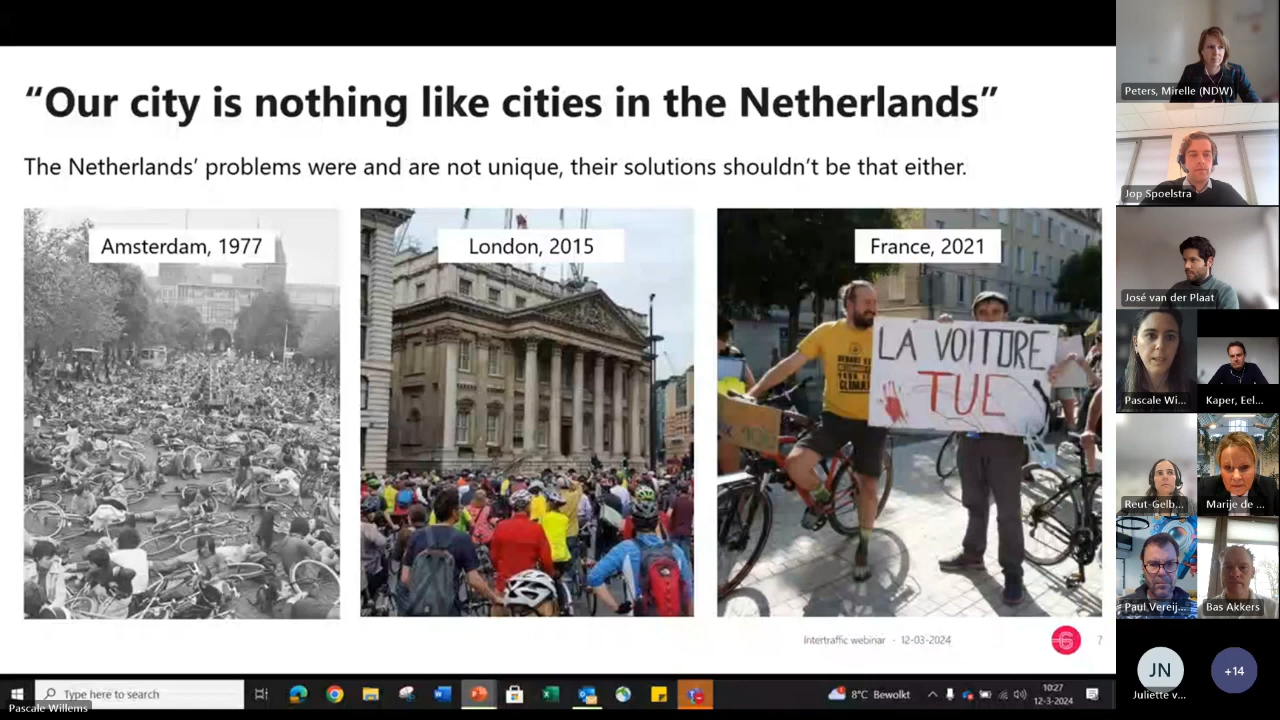 “Our city is nothing like cities in the Netherlands”
The Netherlands’ problems were and are not unique, their solutions shouldn’t be that either.
Amsterdam, 1977
London, 2015
France, 2021
LA VOITURE
TUE
Intertraffic webinar · 12-03-2024
7
Type here to search
8°C Bewolkt
10:27
12-3-2024
Pascale Willems
Peters, Mirelle (NDW)
Jop Spoelstra
José van der Plaat
Pascale Wi...
Kaper, Eel...
Reut-Gelb...
Marije de ...
Paul Vereij...
Bas Akkers
JN
Juliette v...
+14